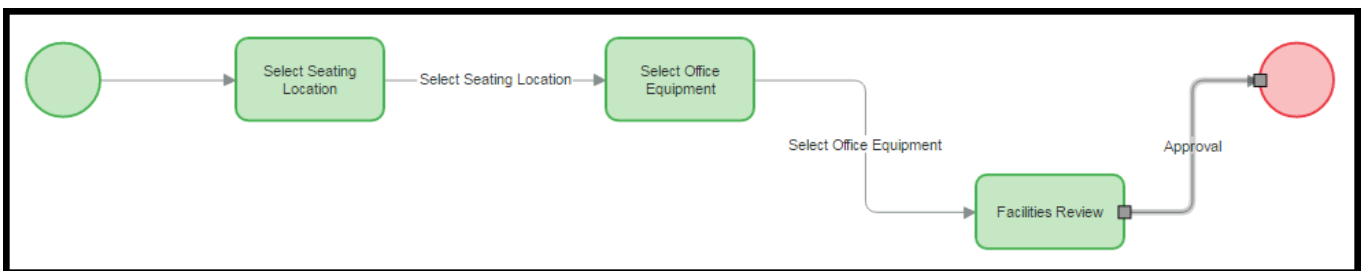 Select Seating
Location
Select Seating Location
Select Office
Equipment
Select Office Equipment
Approval
Facilities Review